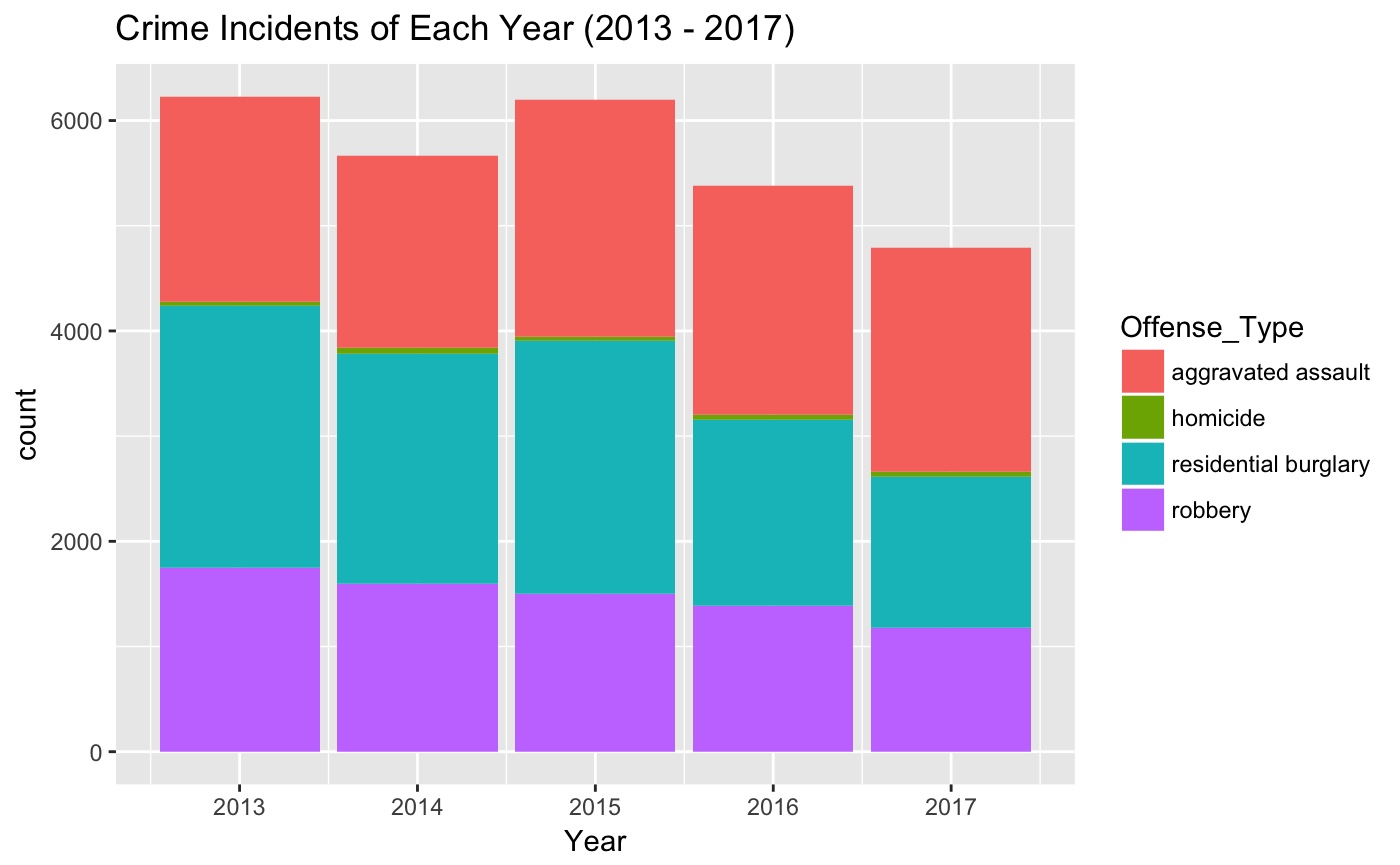 Crime Incidents of Each Year (2013 - 2017)
6000
4000
2000
0
count
2013
2014
2015
2016
2017
Year
Offense_Type
aggravated assault
homicide
residential burglary
robbery